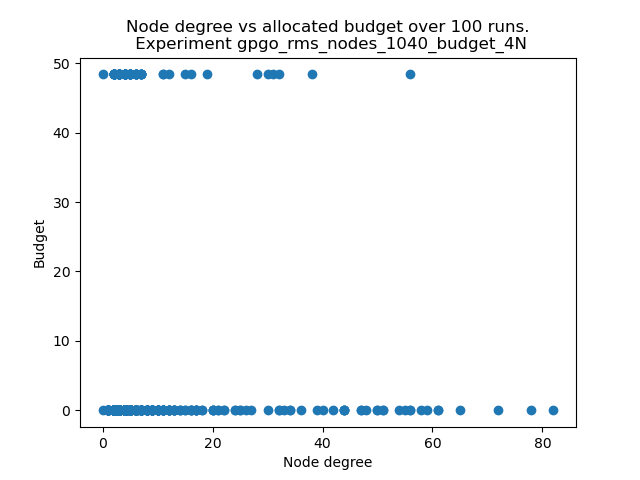 Node degree vs allocated budget over 100 runs.
Experiment gpgo_rms_nodes_1040_budget_4N
50
40
30
20
10
0
Budget
0 20 40 60 80
Node degree